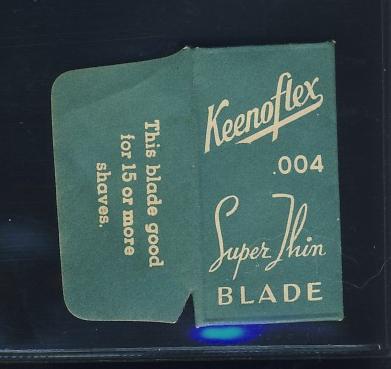 Keenoflex
.004
Super Thin
BLADE
This blade good
for 15 or more
shaves.